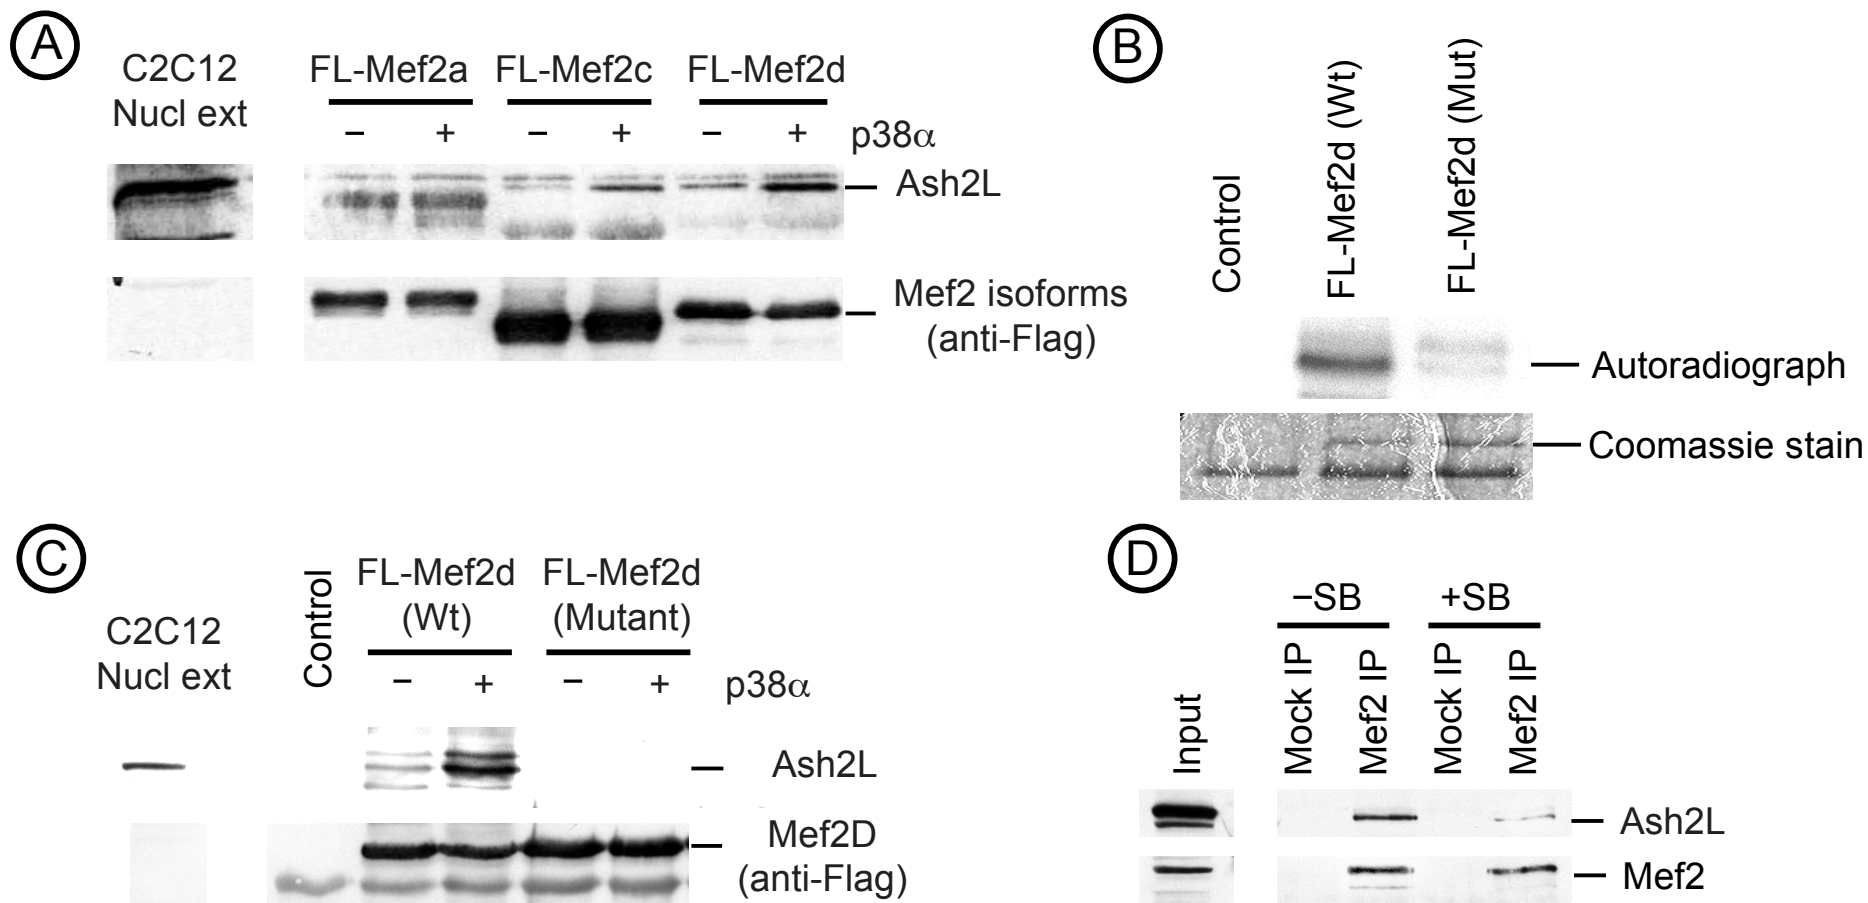 A
C2C12
Nucl ext
FL-Mef2a
FL-Mef2c
FL-Mef2d
− + − + − + p38α
Ash2L
Mef2 isoforms
(anti-Flag)
B
Control
FL-Mef2d (Wt)
FL-Mef2d (Mut)
Autoradiograph
Coomassie stain
C
C2C12
Nucl ext
Control
FL-Mef2d
(Wt)
FL-Mef2d
(Mutant)
− + − + p38α
Ash2L
Mef2D
(anti-Flag)
D
−SB
+SB
Input
Mock IP
Mef2 IP
Mock IP
Mef2 IP
Ash2L
Mef2